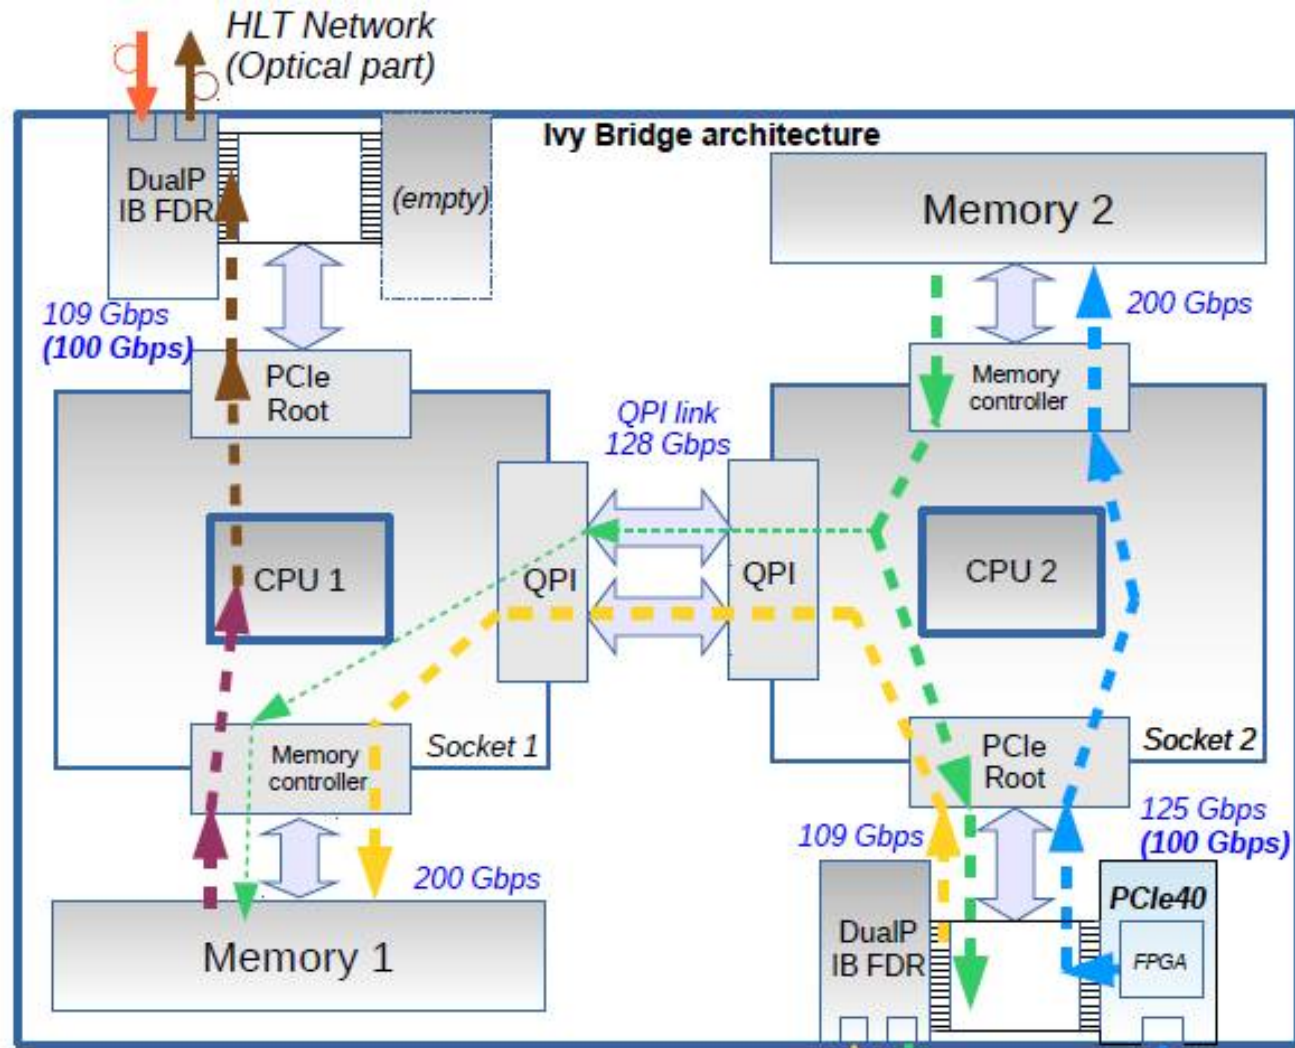 HLT Network
(Optical part)
Ivy Bridge architecture
DualP
IB FDR
(empty)
Memory 2
109 Gbps
(100 Gbps)
200 Gbps
PCIe
Root
Memory
controller
QPI link
128 Gbps
CPU 1
QPI
QPI
CPU 2
Memory
controller
Socket 1
PCIe
Root
Socket 2
109 Gbps
125 Gbps
(100 Gbps)
200 Gbps
Memory 1
DualP
IB FDR
PCIe40
FPGA